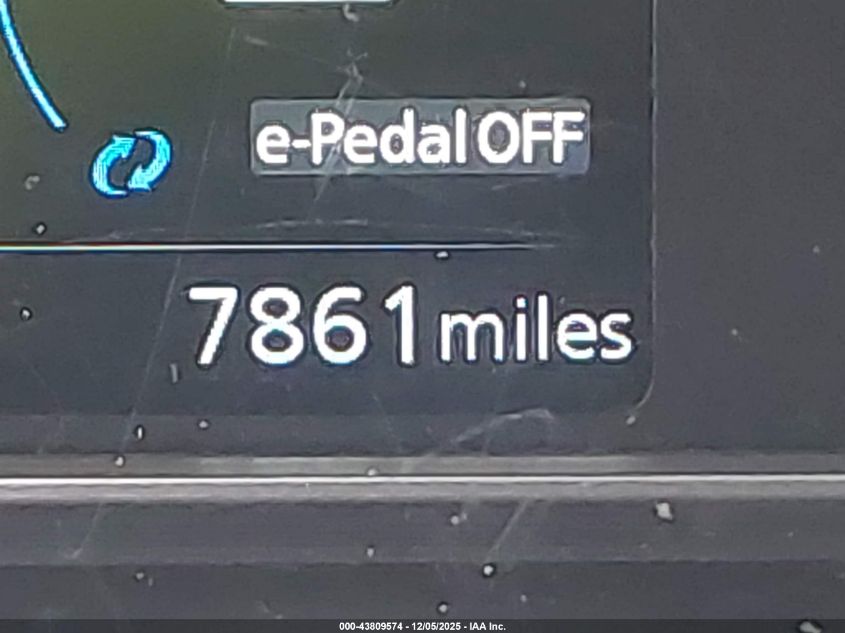 e-Pedal OFF
7861 miles
000-43809574 - 12/05/2025 - IAA Inc.